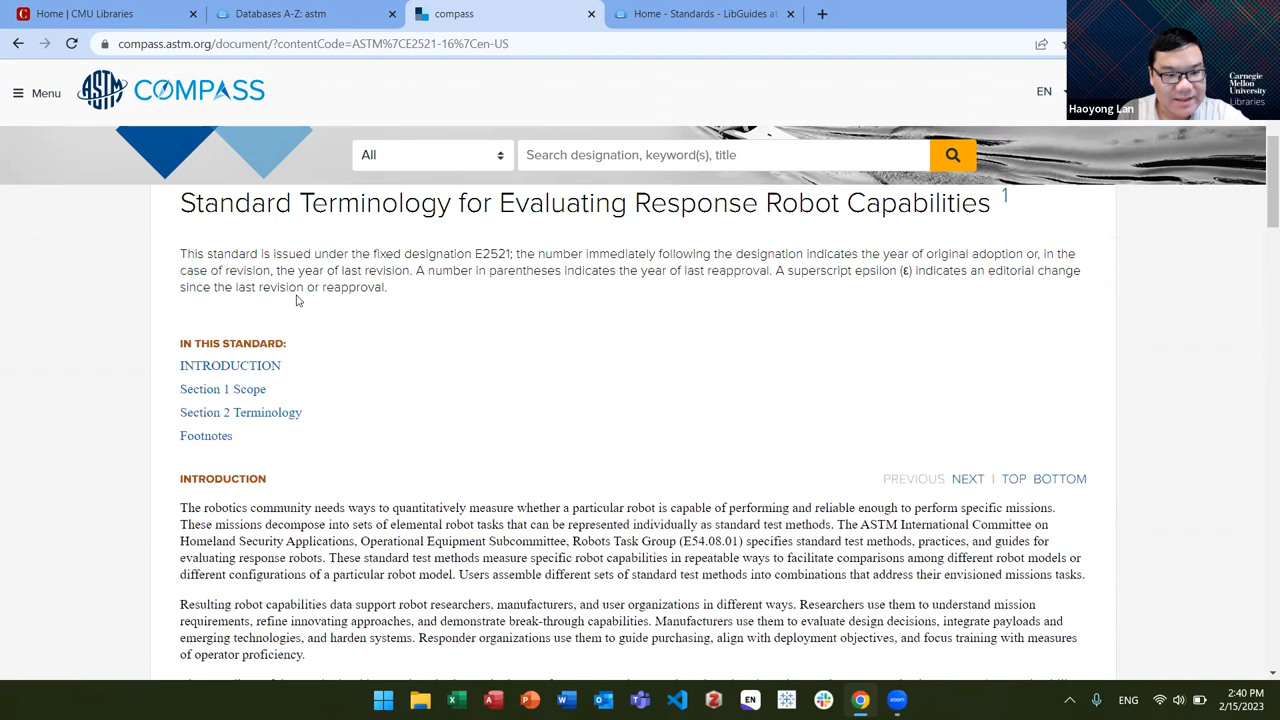 Home | CMU Libraries
Databases A-Z: astm
compass
Home - Standards - LibGuides at
compass.astm.org/document/?contentCode=ASTM%7CE2521-16%7Cen-US
Menu
ASTM
COMPASS
EN
Carnegie
Mellon
University
Libraries
Haoyong Lan
All
Search designation, keyword(s), title
Standard Terminology for Evaluating Response Robot Capabilities 1
This standard is issued under the fixed designation E2521; the number immediately following the designation indicates the year of original adoption or, in the
case of revision, the year of last revision. A number in parentheses indicates the year of last reapproval. A superscript epsilon (ε) indicates an editorial change
since the last revision or reapproval.
IN THIS STANDARD:
INTRODUCTION
Section 1 Scope
Section 2 Terminology
Footnotes
INTRODUCTION
PREVIOUS NEXT | TOP BOTTOM
The robotics community needs ways to quantitatively measure whether a particular robot is capable of performing and reliable enough to perform specific missions.
These missions decompose into sets of elemental robot tasks that can be represented individually as standard test methods. The ASTM International Committee on
Homeland Security Applications, Operational Equipment Subcommittee, Robots Task Group (E54.08.01) specifies standard test methods, practices, and guides for
evaluating response robots. These standard test methods measure specific robot capabilities in repeatable ways to facilitate comparisons among different robot models or
different configurations of a particular robot model. Users assemble different sets of standard test methods into combinations that address their envisioned missions tasks.
Resulting robot capabilities data support robot researchers, manufacturers, and user organizations in different ways. Researchers use them to understand mission
requirements, refine innovating approaches, and demonstrate break-through capabilities. Manufacturers use them to evaluate design decisions, integrate payloads and
emerging technologies, and harden systems. Responder organizations use them to guide purchasing, align with deployment objectives, and focus training with measures
of operator proficiency.
EN
zoom
ENG
2:40 PM
2/15/2023